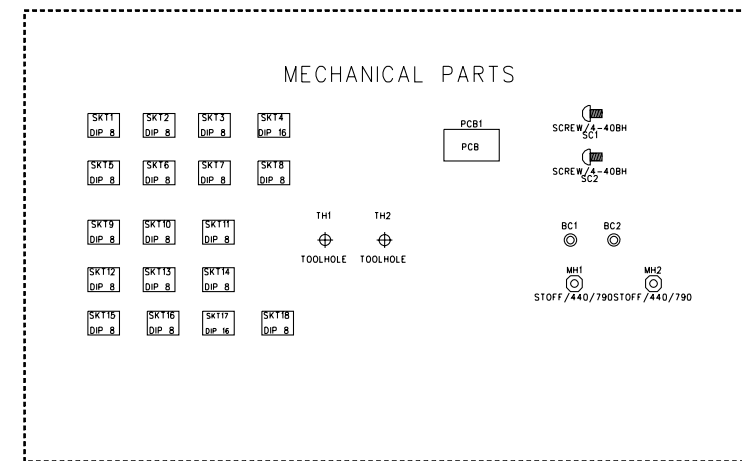 MECHANICAL PARTS
SKT1 SKT2 SKT3 SKT4
DIP 8 DIP 8 DIP 8 DIP 16
PCB1
PCB
SCREW/4-40BH
SC1
SCREW/4-40BH
SC2
SKT5 SKT6 SKT7 SKT8
DIP 8 DIP 8 DIP 8 DIP 8
SKT9 SKT10 SKT11
DIP 8 DIP 8 DIP 8
TH1 TH2
TOOLHOLE TOOLHOLE
BC1 BC2
SKT12 SKT13 SKT14
DIP 8 DIP 8 DIP 8
MH1 MH2
STOFF/440/790STOFF/440/790
SKT15 SKT16 SKT17 SKT18
DIP 8 DIP 8 DIP 16 DIP 8